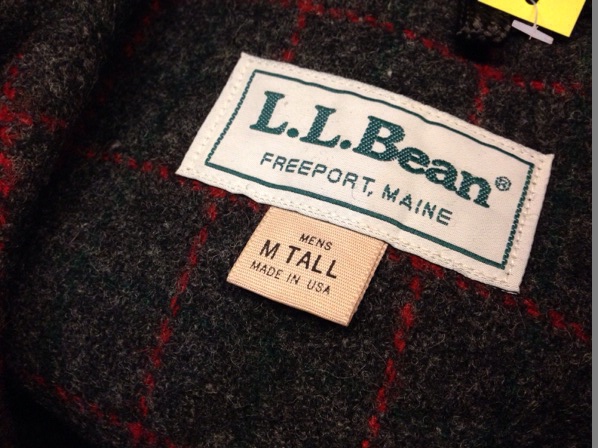 L.L.Bean®
FREEPORT, MAINE
MENS
M TALL
MADE IN USA